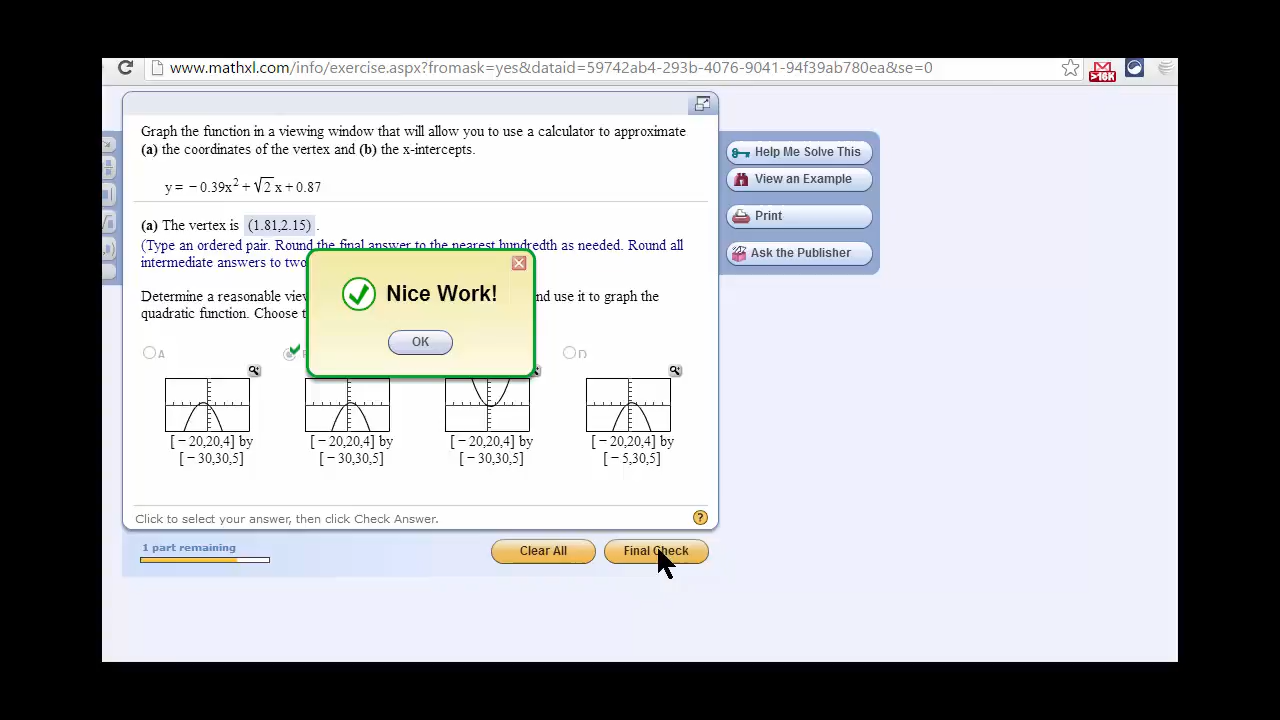 www.mathxl.com/info/exercise.aspx?fromask=yes&dataid=59742ab4-293b-4076-9041-94f39ab780ea&se=0
>16K
Graph the function in a viewing window that will allow you to use a calculator to approximate
(a) the coordinates of the vertex and (b) the x-intercepts.
y = − 0.39x² + √2 x + 0.87
(a) The vertex is (1.81,2.15) .
(Type an ordered pair. Round the final answer to the nearest hundredth as needed. Round all
intermediate answers to two
Determine a reasonable nd use it to graph the
quadratic function. Choose
Nice Work!
OK
A
D
[ − 20,20,4] by
[ − 30,30,5]
[ − 20,20,4] by
[ − 30,30,5]
[ − 20,20,4] by
[ − 30,30,5]
[ − 20,20,4] by
[ − 5,30,5]
Click to select your answer, then click Check Answer.
?
1 part remaining
Clear All
Final Check
Help Me Solve This
View an Example
Print
Ask the Publisher